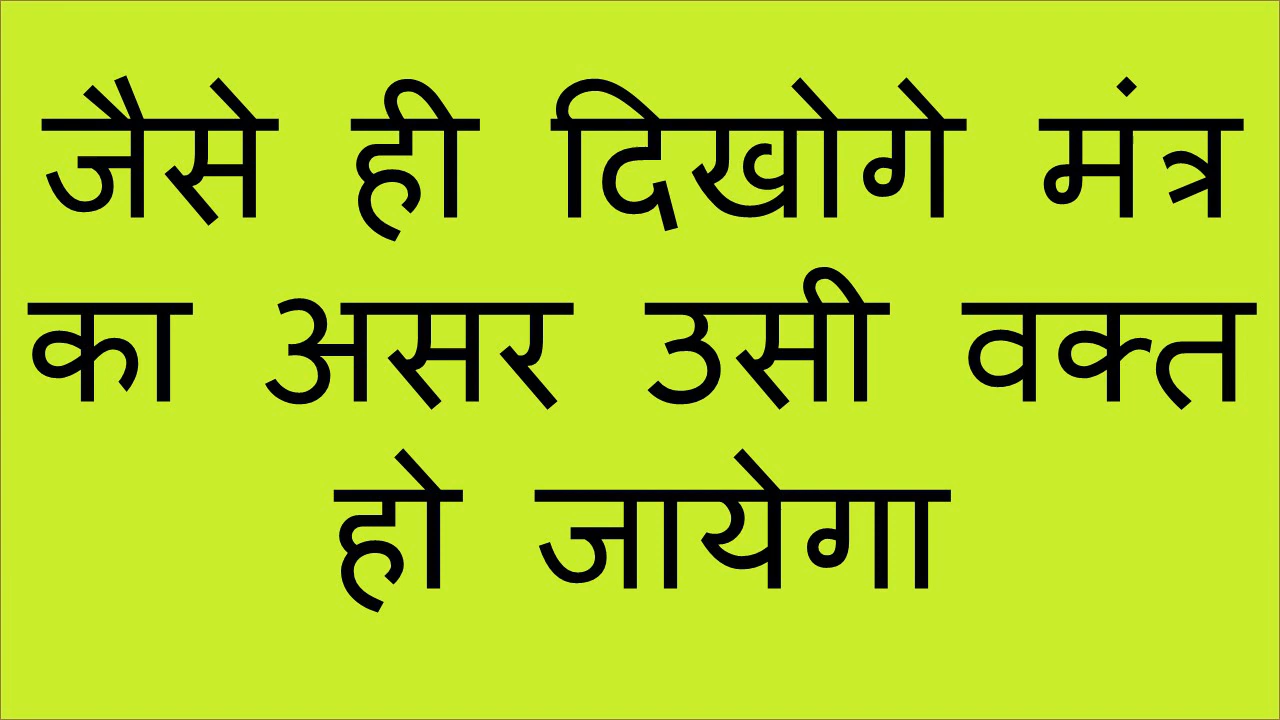 जैसे ही दिखोगे मंत्र
का असर उसी वक्त
हो जायेगा